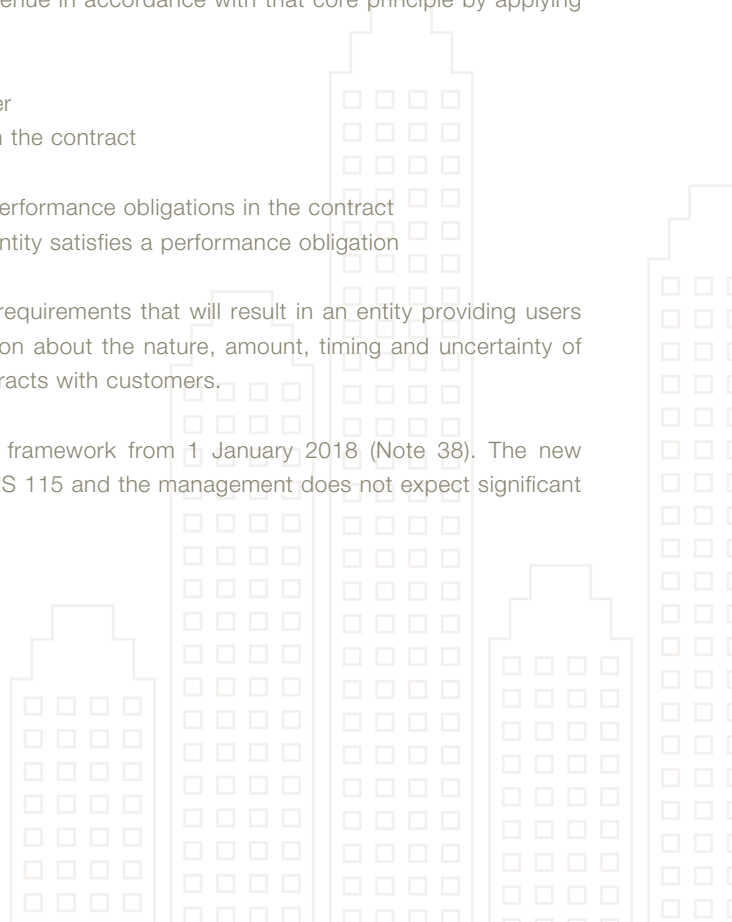 enue in accordance with that core principle by applying
er
n the contract
erformance obligations in the contract
ntity satisfies a performance obligation
requirements that will result in an entity providing users
on about the nature, amount, timing and uncertainty of
racts with customers.
framework from 1 January 2018 (Note 38). The new
RS 115 and the management does not expect significant